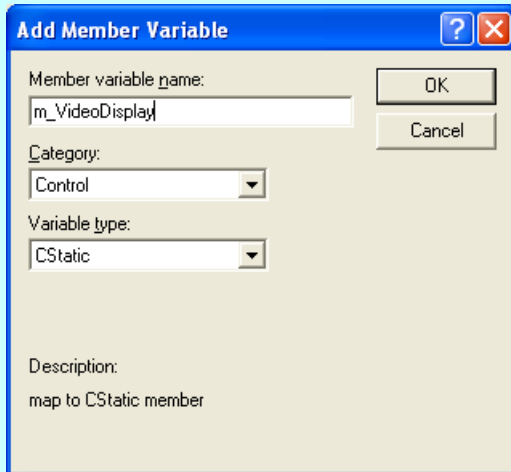 Add Member Variable
Member variable name:
OK
m_VideoDisplay
Cancel
Category:
Control
Variable type:
CStatic
Description:
map to CStatic member